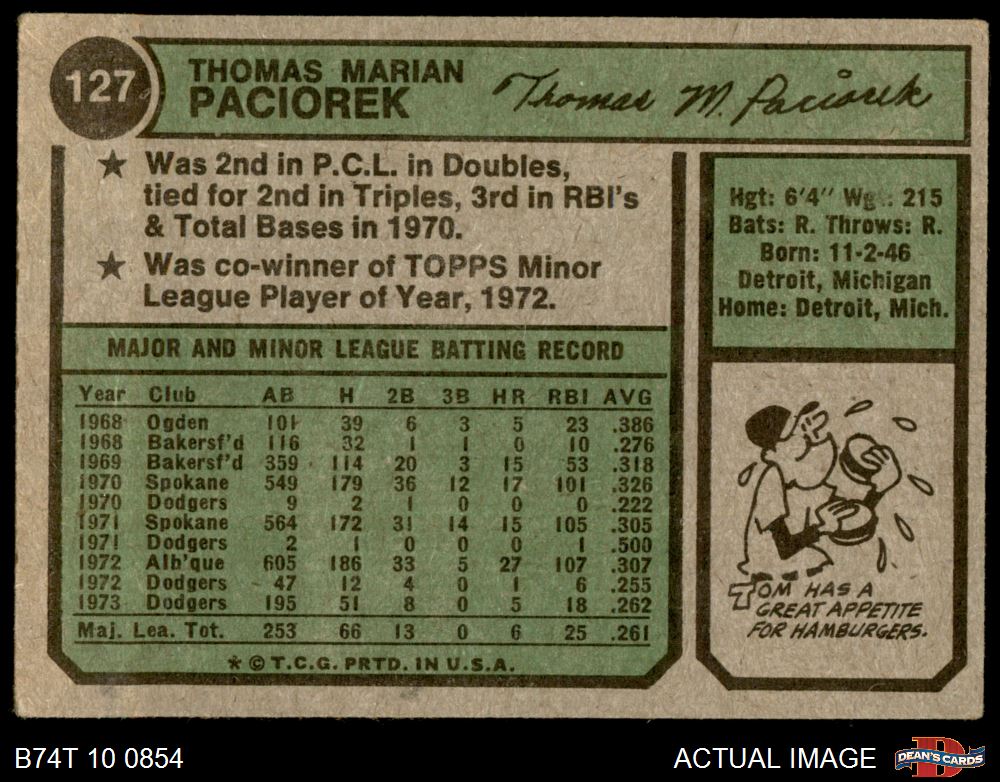 127
THOMAS MARIAN
PACIOREK
Thomas M. Paciorek
★ Was 2nd in P.C.L. in Doubles,
tied for 2nd in Triples, 3rd in RBI's
& Total Bases in 1970.
★ Was co-winner of TOPPS Minor
League Player of Year, 1972.
Hgt: 6'4" Wgt: 215
Bats: R. Throws: R.
Born: 11-2-46
Detroit, Michigan
Home: Detroit, Mich.
MAJOR AND MINOR LEAGUE BATTING RECORD
Year Club AB H 2B 3B HR RBI AVG
1968 Ogden 101 39 6 3 5 23 .386
1968 Bakersf'd 116 32 1 1 0 10 .276
1969 Bakersf'd 359 114 20 3 15 53 .318
1970 Spokane 549 179 36 12 17 101 .326
1970 Dodgers 9 2 1 0 0 0 .222
1971 Spokane 564 172 31 14 15 105 .305
1971 Dodgers 2 1 0 0 0 1 .500
1972 Alb'que 605 186 33 5 27 107 .307
1972 Dodgers 47 12 4 0 1 6 .255
1973 Dodgers 195 51 8 0 5 18 .262
Maj. Lea. Tot. 253 66 13 0 6 25 .261
★ © T.C.G. PRTD. IN U.S.A.
TOM HAS A
GREAT APPETITE
FOR HAMBURGERS.
B74T 10 0854
ACTUAL IMAGE
D
DEAN'S CARDS